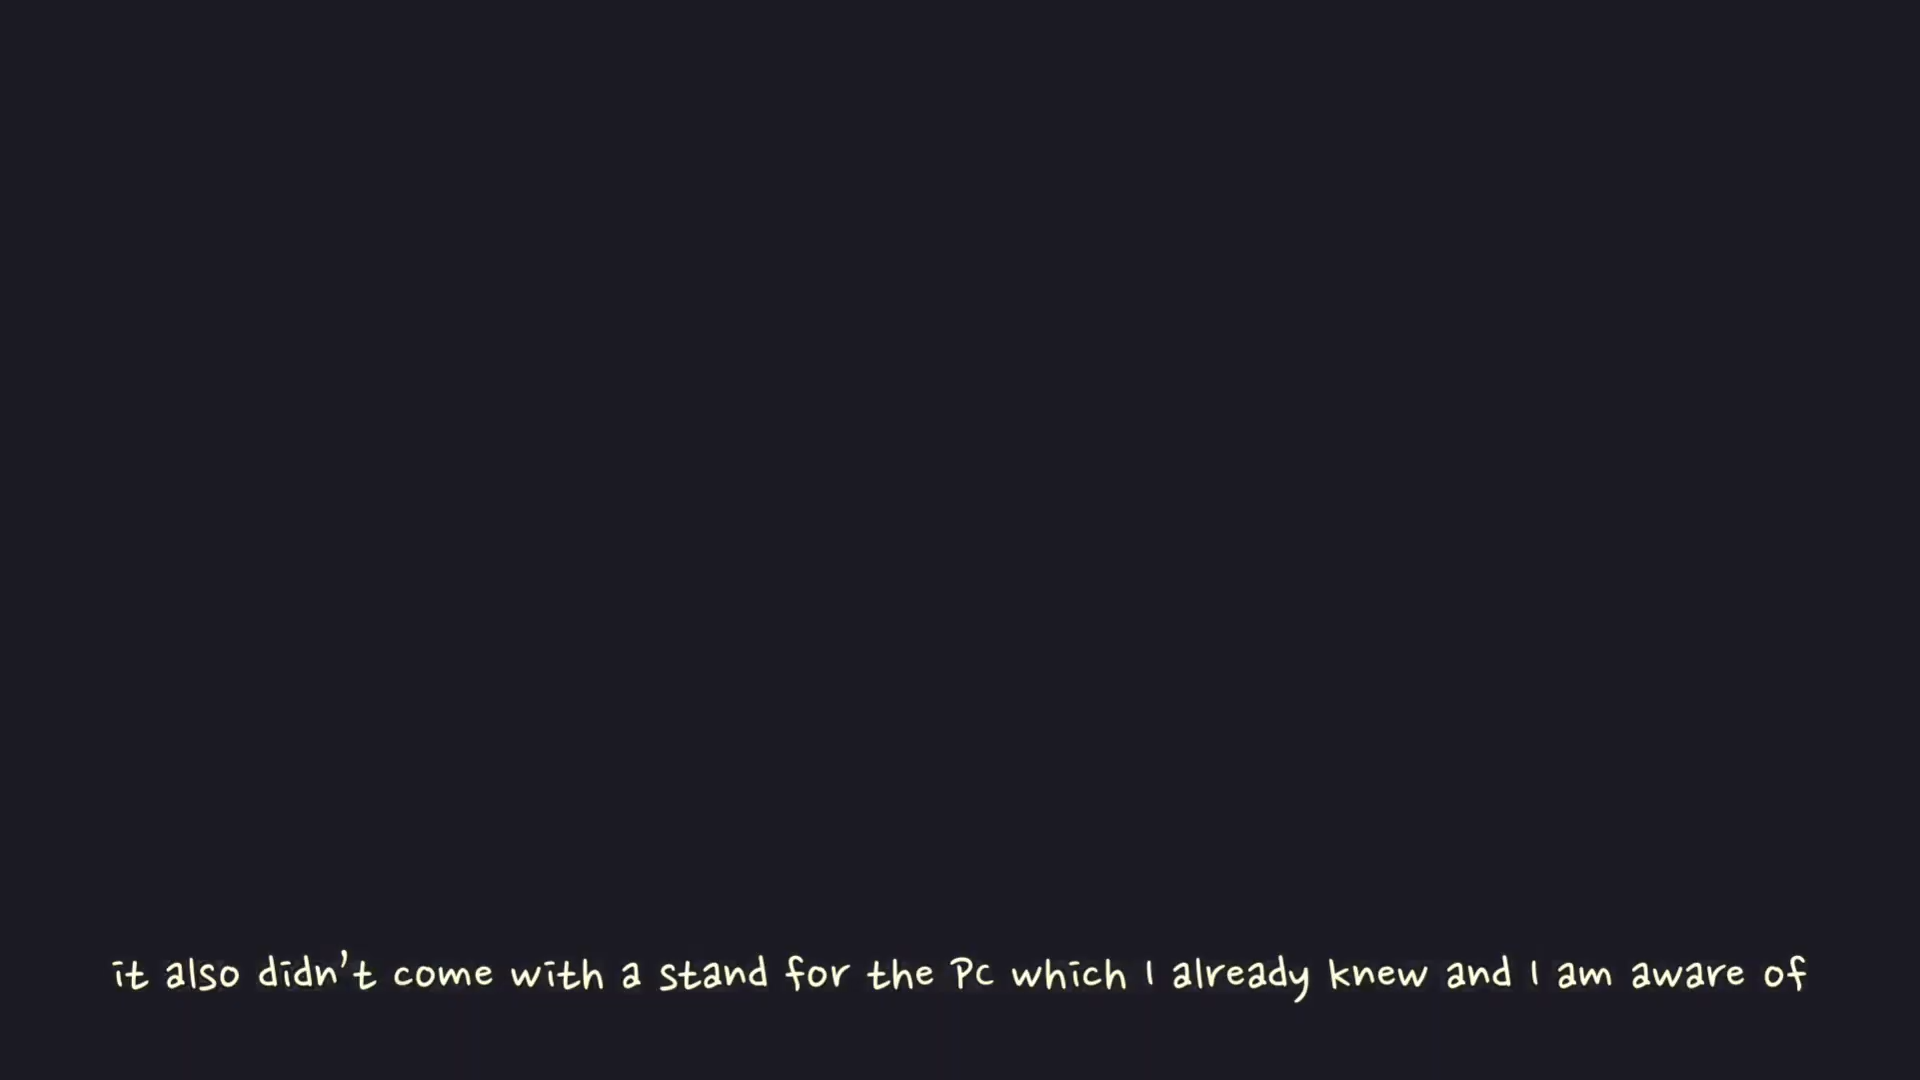 it also didn't come with a stand for the PC which I already knew and I am aware of